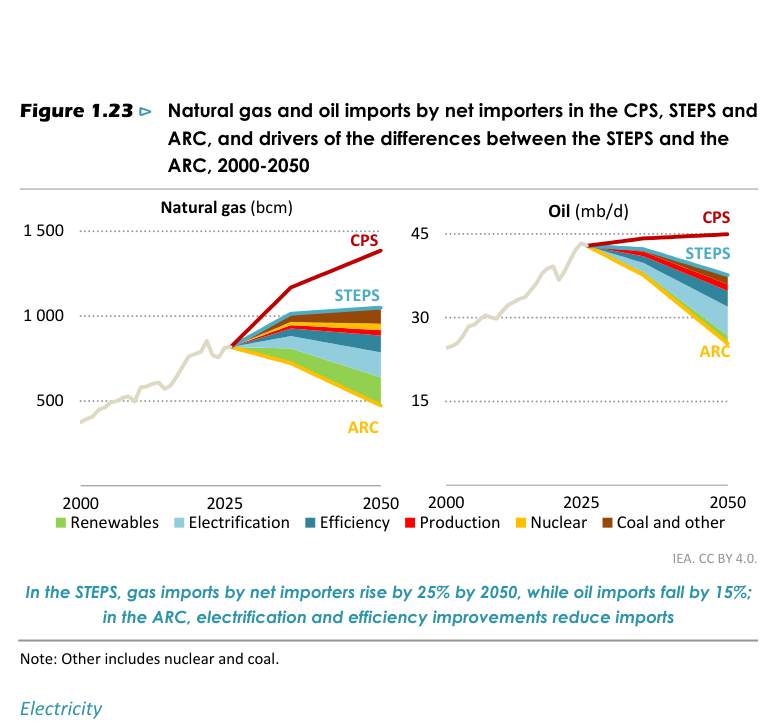 Figure 1.23 ▻ Natural gas and oil imports by net importers in the CPS, STEPS and
ARC, and drivers of the differences between the STEPS and the
ARC, 2000-2050
Natural gas (bcm)
1 500
1 000
500
CPS
STEPS
ARC
2000 2025 2050
Oil (mb/d)
45
30
15
CPS
STEPS
ARC
2000 2025 2050
Renewables Electrification Efficiency Production Nuclear Coal and other
IEA. CC BY 4.0.
In the STEPS, gas imports by net importers rise by 25% by 2050, while oil imports fall by 15%;
in the ARC, electrification and efficiency improvements reduce imports
Note: Other includes nuclear and coal.
Electricity